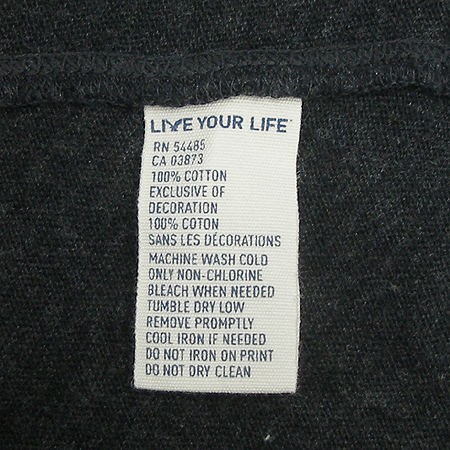 LIVE YOUR LIFE
RN 54485
CA 03873
100% COTTON
EXCLUSIVE OF
DECORATION
100% COTON
SANS LES DÉCORATIONS
MACHINE WASH COLD
ONLY NON-CHLORINE
BLEACH WHEN NEEDED
TUMBLE DRY LOW
REMOVE PROMPTLY
COOL IRON IF NEEDED
DO NOT IRON ON PRINT
DO NOT DRY CLEAN